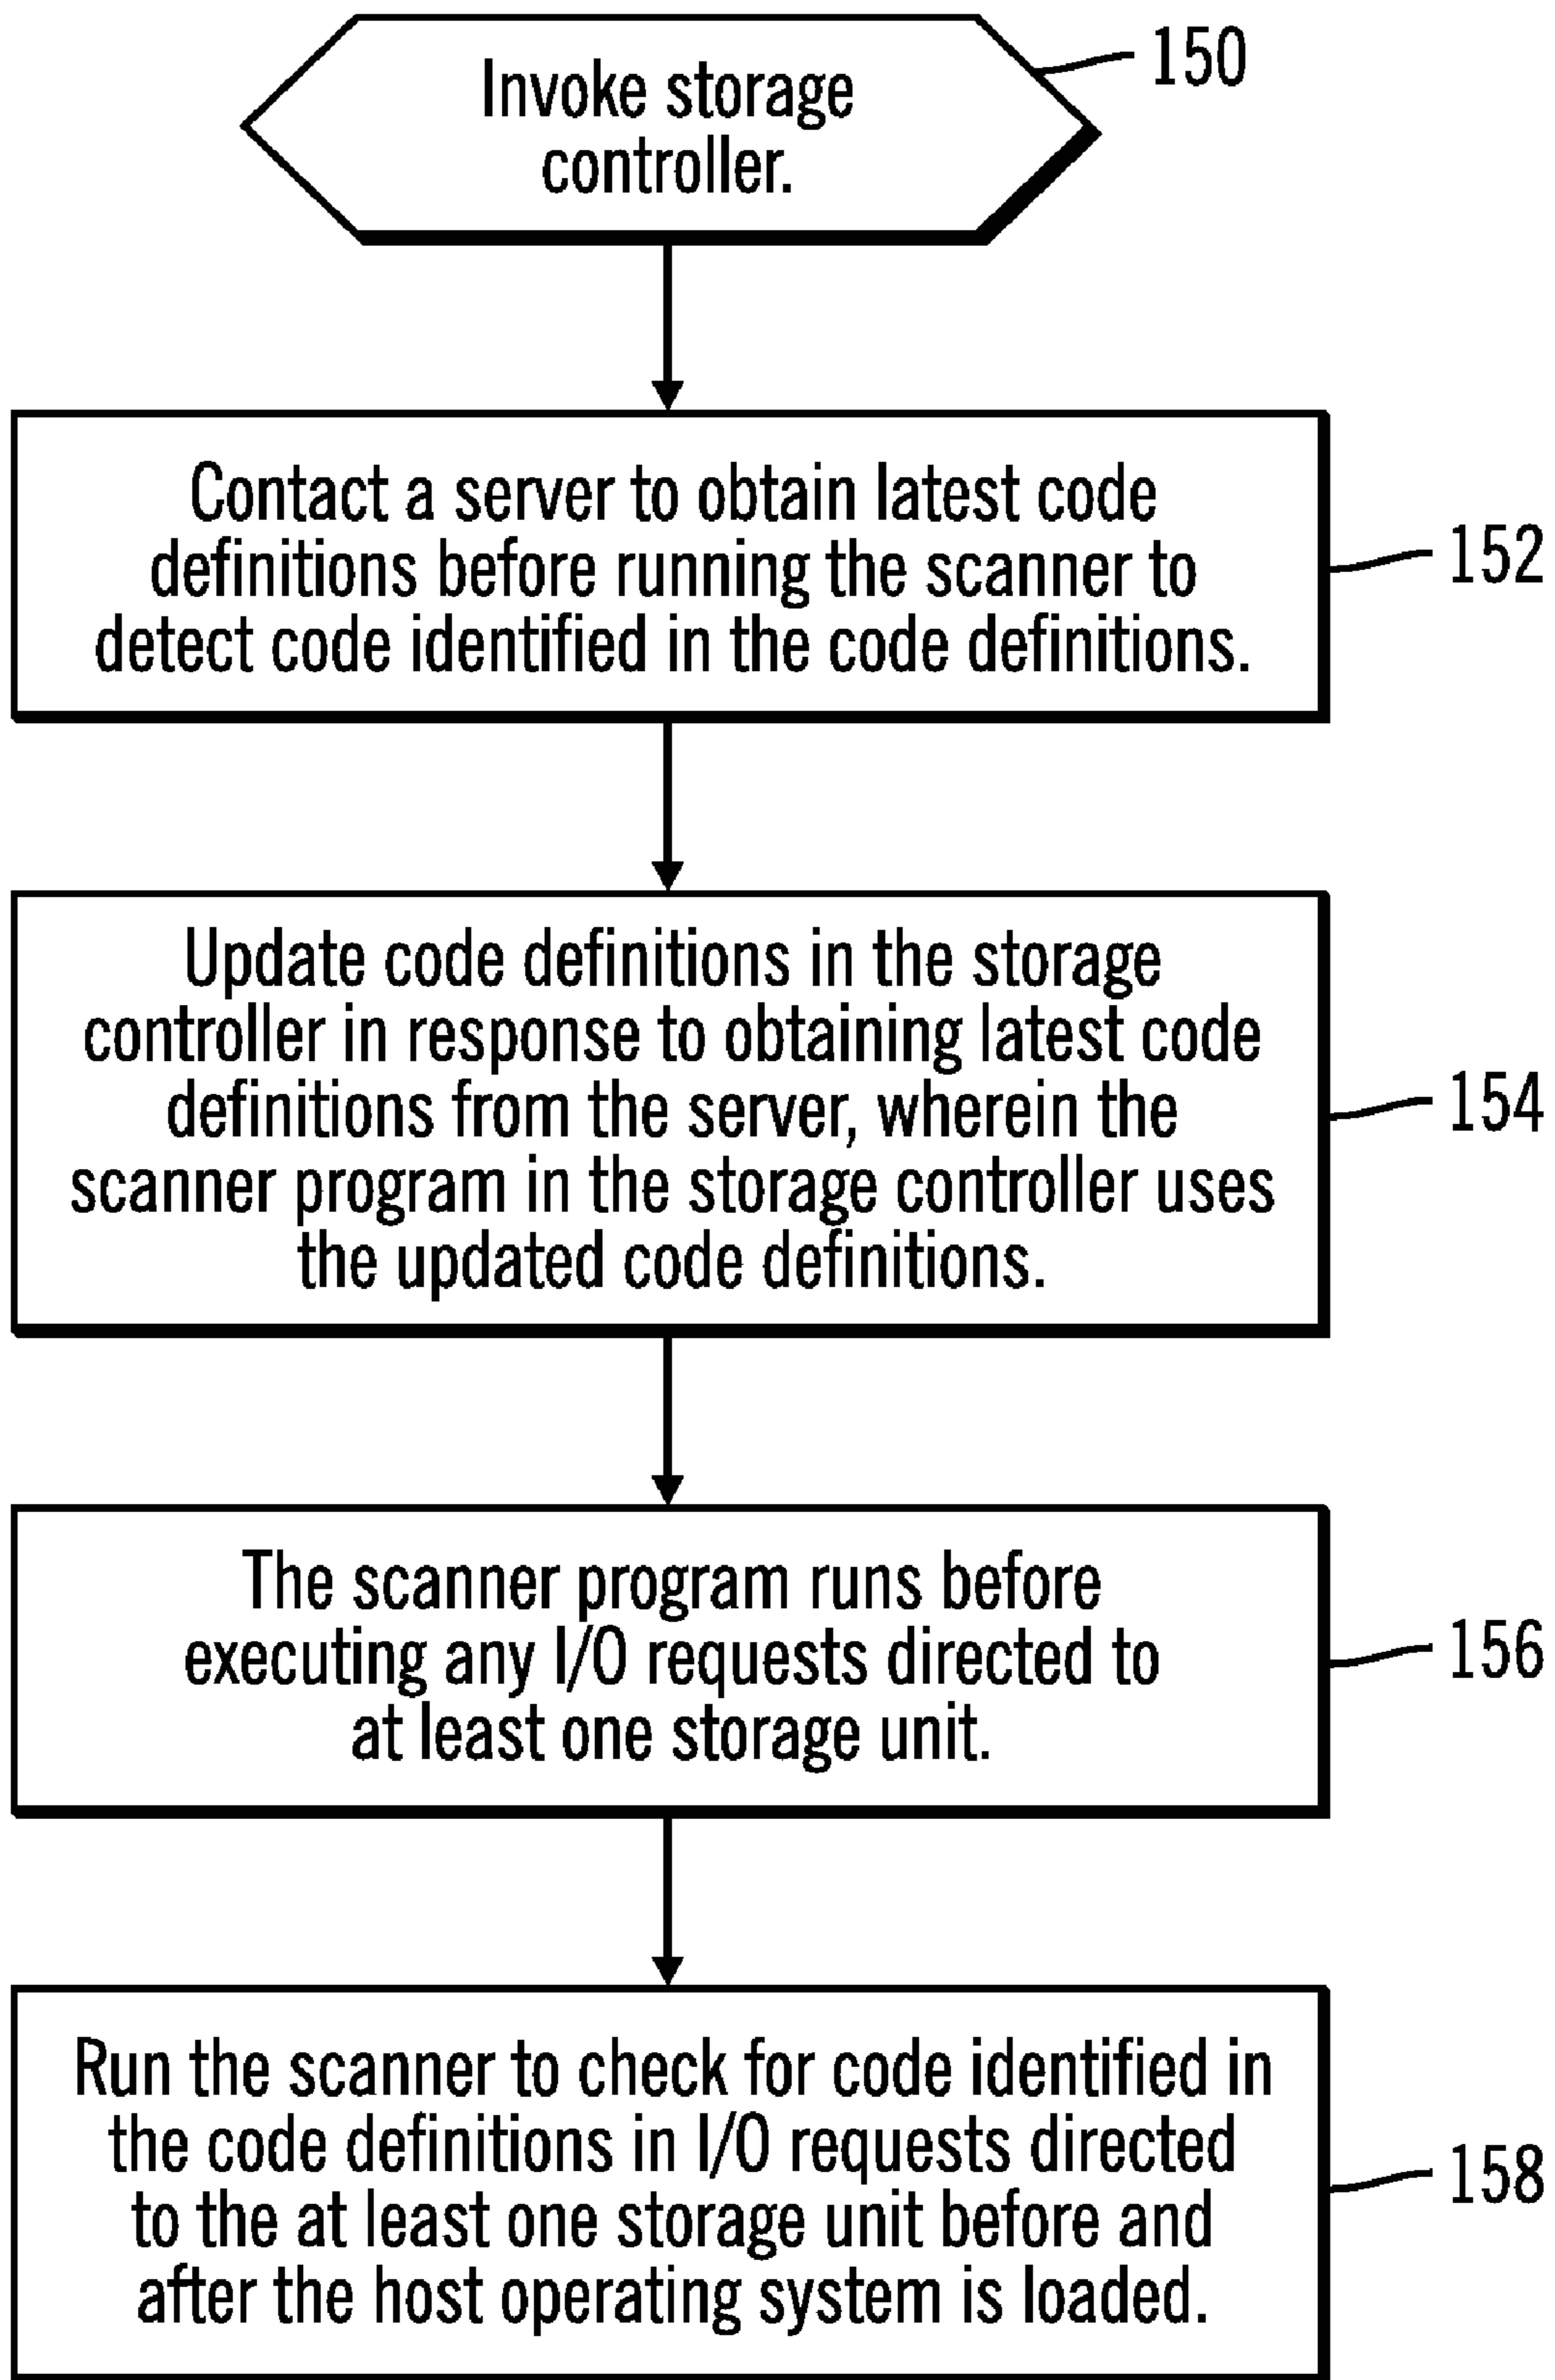 Invoke storage
controller.
150
Contact a server to obtain latest code
definitions before running the scanner to
detect code identified in the code definitions.
152
Update code definitions in the storage
controller in response to obtaining latest code
definitions from the server, wherein the
scanner program in the storage controller uses
the updated code definitions.
154
The scanner program runs before
executing any I/O requests directed to
at least one storage unit.
156
Run the scanner to check for code identified in
the code definitions in I/O requests directed
to the at least one storage unit before and
after the host operating system is loaded.
158